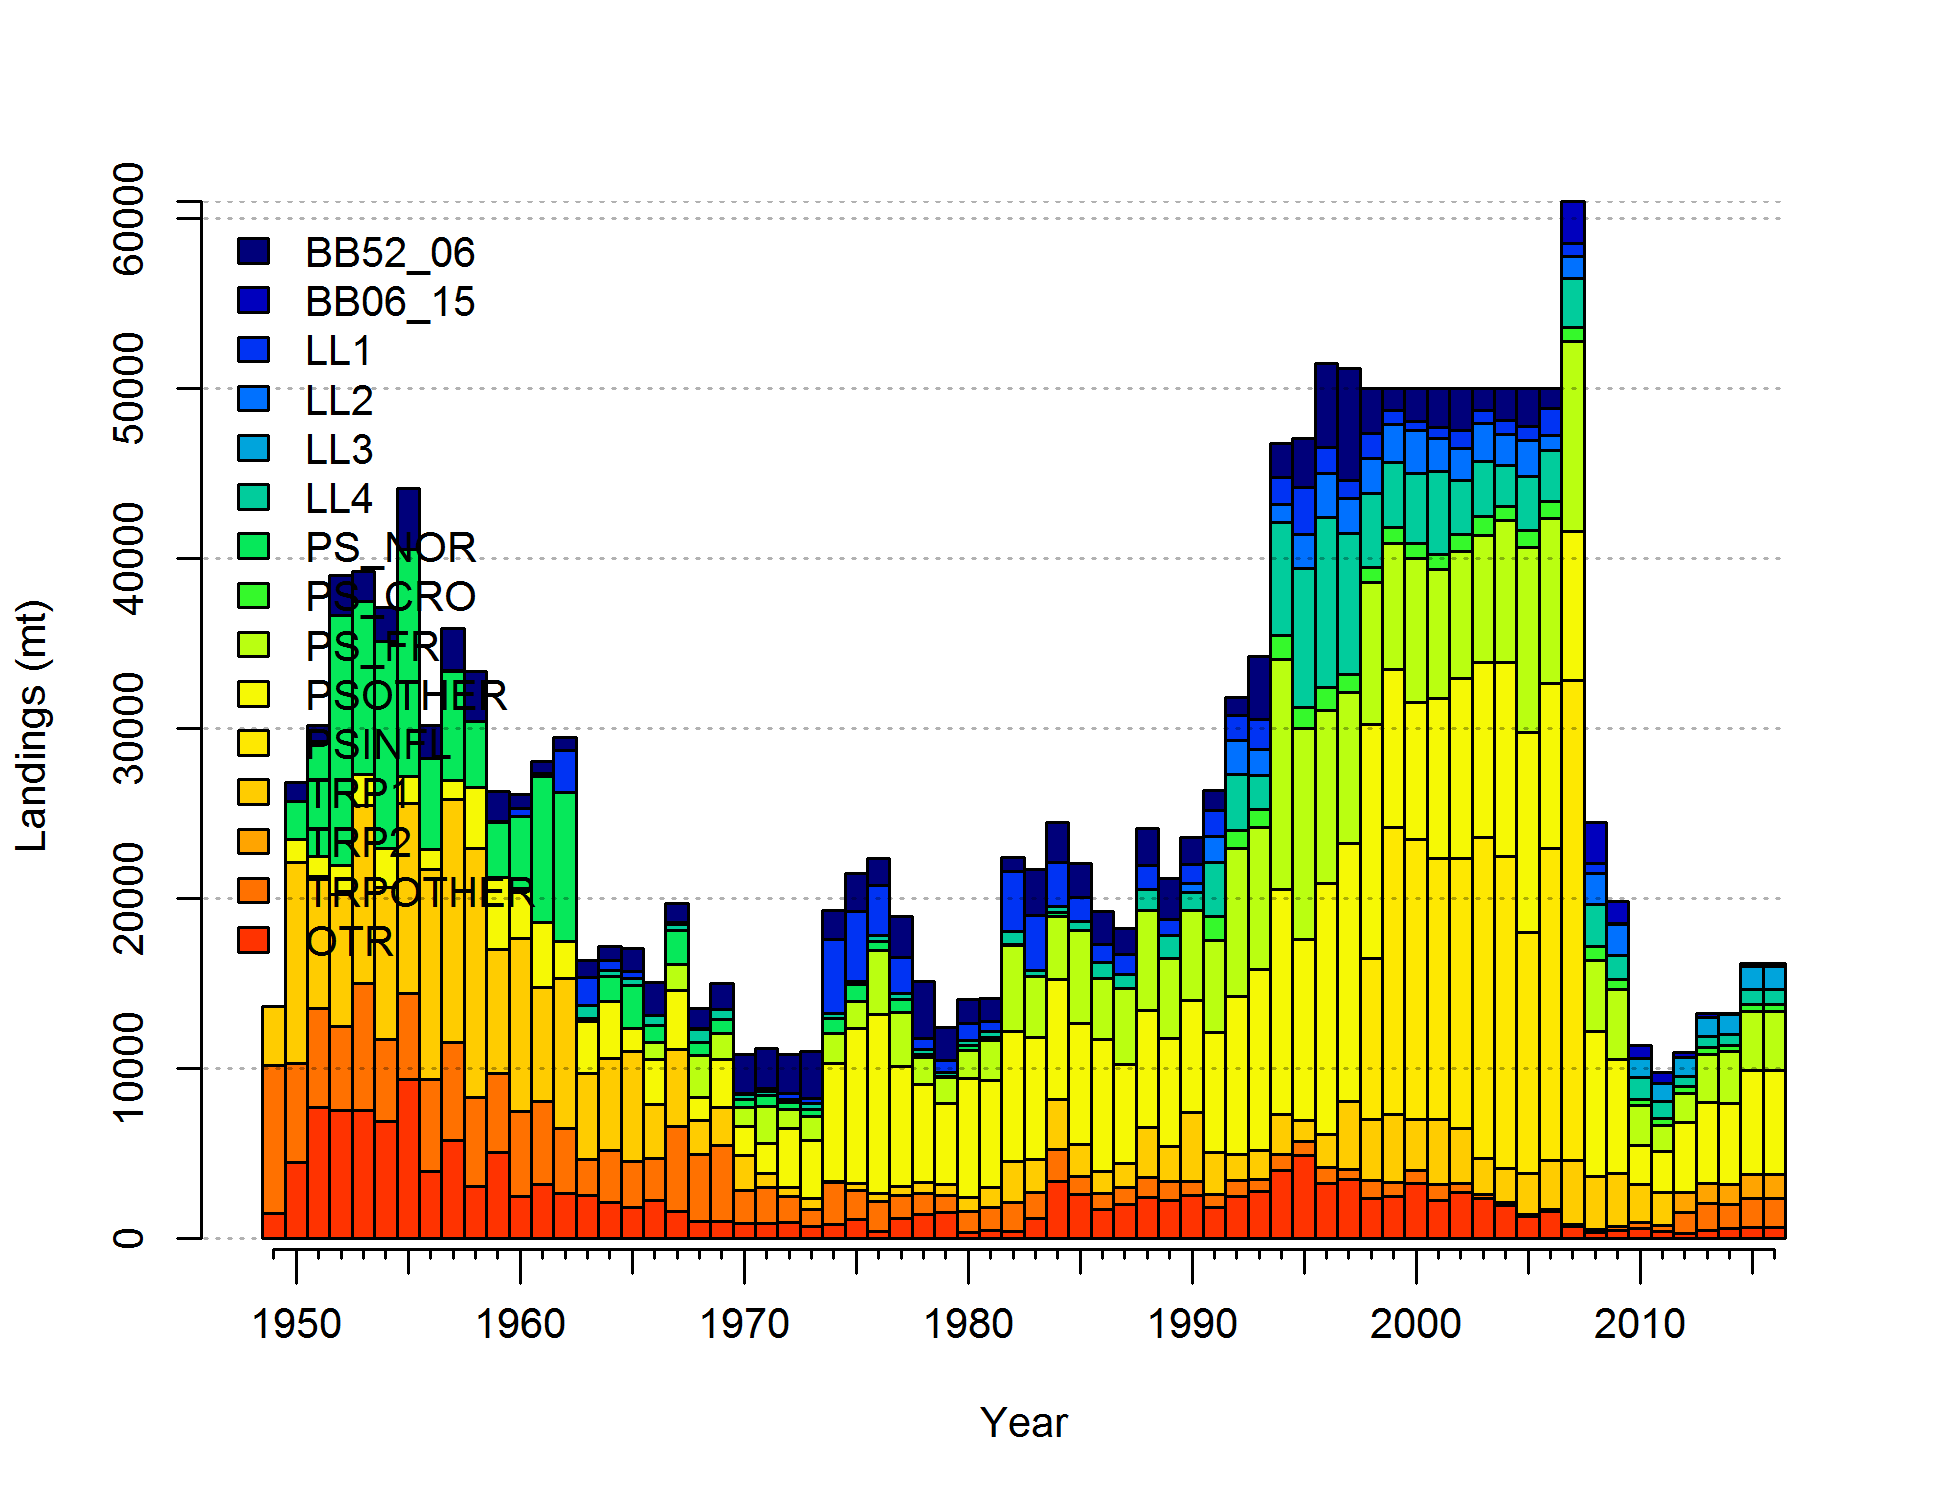 Landings (mt)
60000
50000
40000
30000
20000
10000
0
BB52_06
BB06_15
LL1
LL2
LL3
LL4
PS_NOR
PS_CRO
PS_FR
PSOTHER
PSINFL
TRP1
TRP2
TRPOTHER
OTR
1950 1960 1970 1980 1990 2000 2010
Year